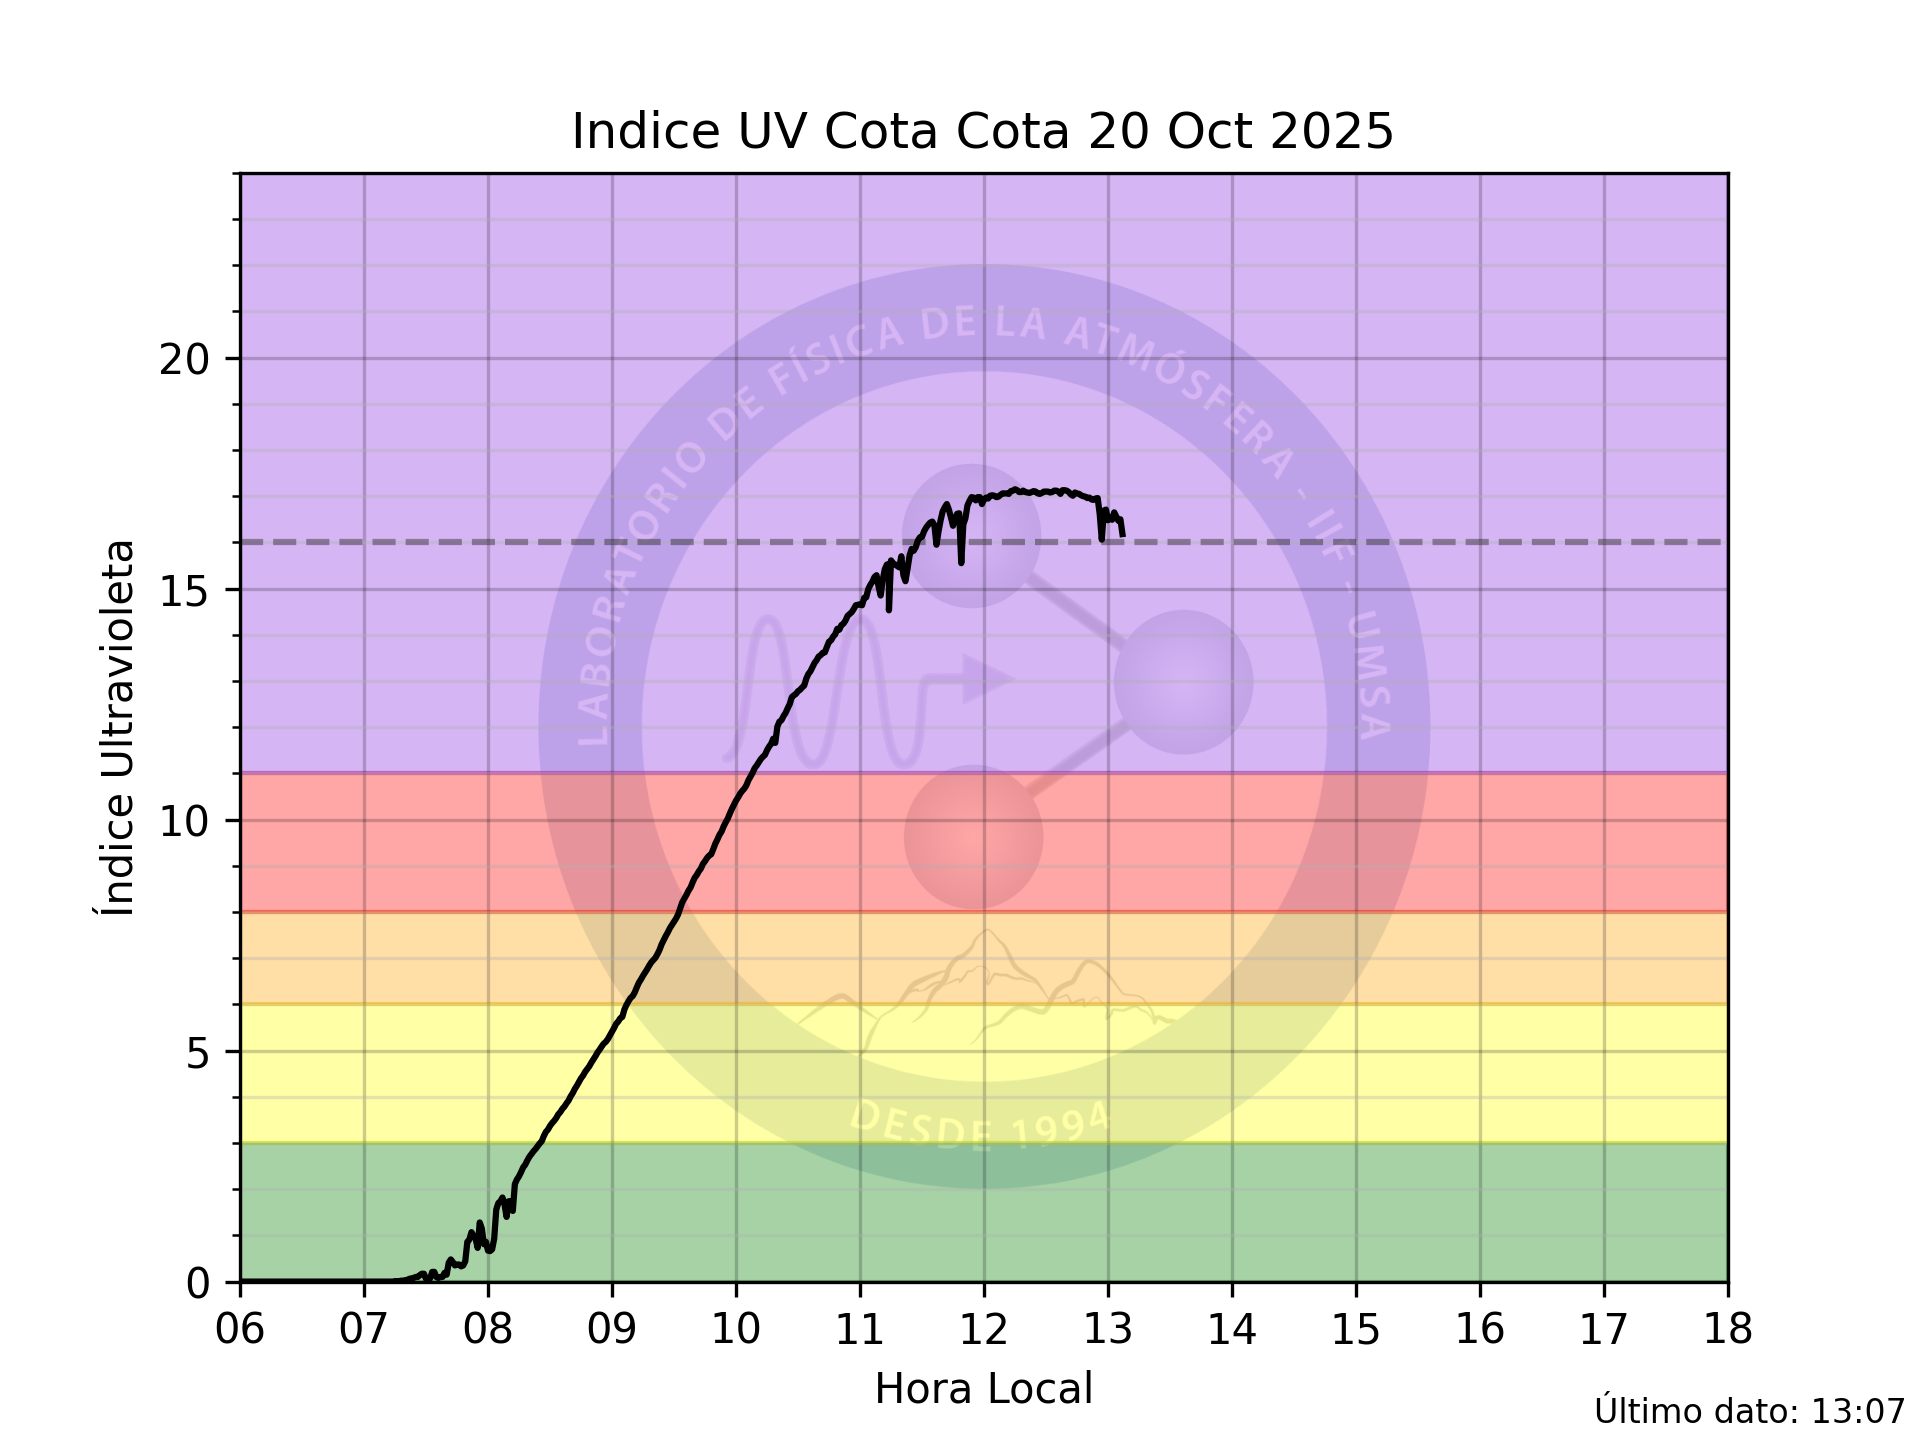 Indice UV Cota Cota 20 Oct 2025
LABORATORIO DE FÍSICA DE LA ATMÓSFERA - IIF - UMSA
DESDE 1994
Índice Ultravioleta
20
15
10
5
0
06 07 08 09 10 11 12 13 14 15 16 17 18
Hora Local
Último dato: 13:07